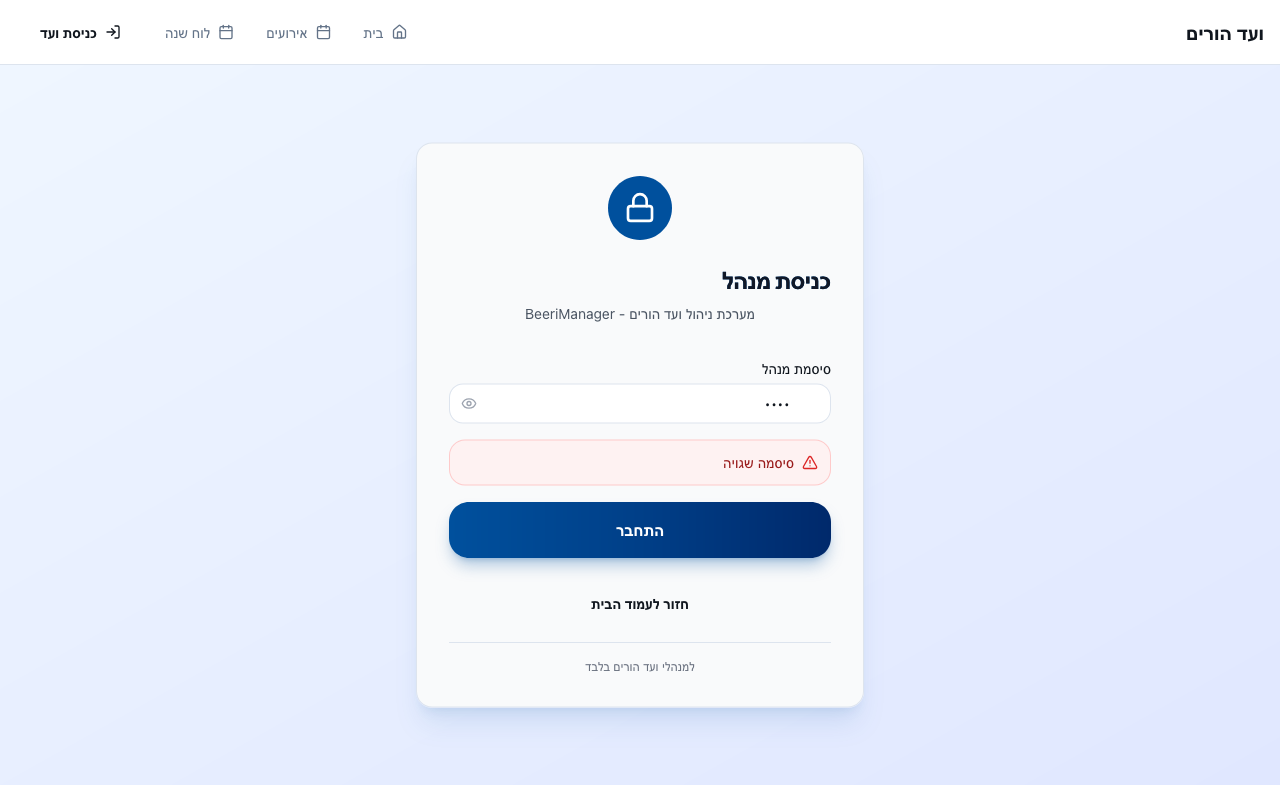 ועד הורים
בית
אירועים
לוח שנה
כניסת ועד
כניסת מנהל
מערכת ניהול ועד הורים - BeeriManager
סיסמת מנהל
••••
סיסמה שגויה
התחבר
חזור לעמוד הבית
למנהלי ועד הורים בלבד